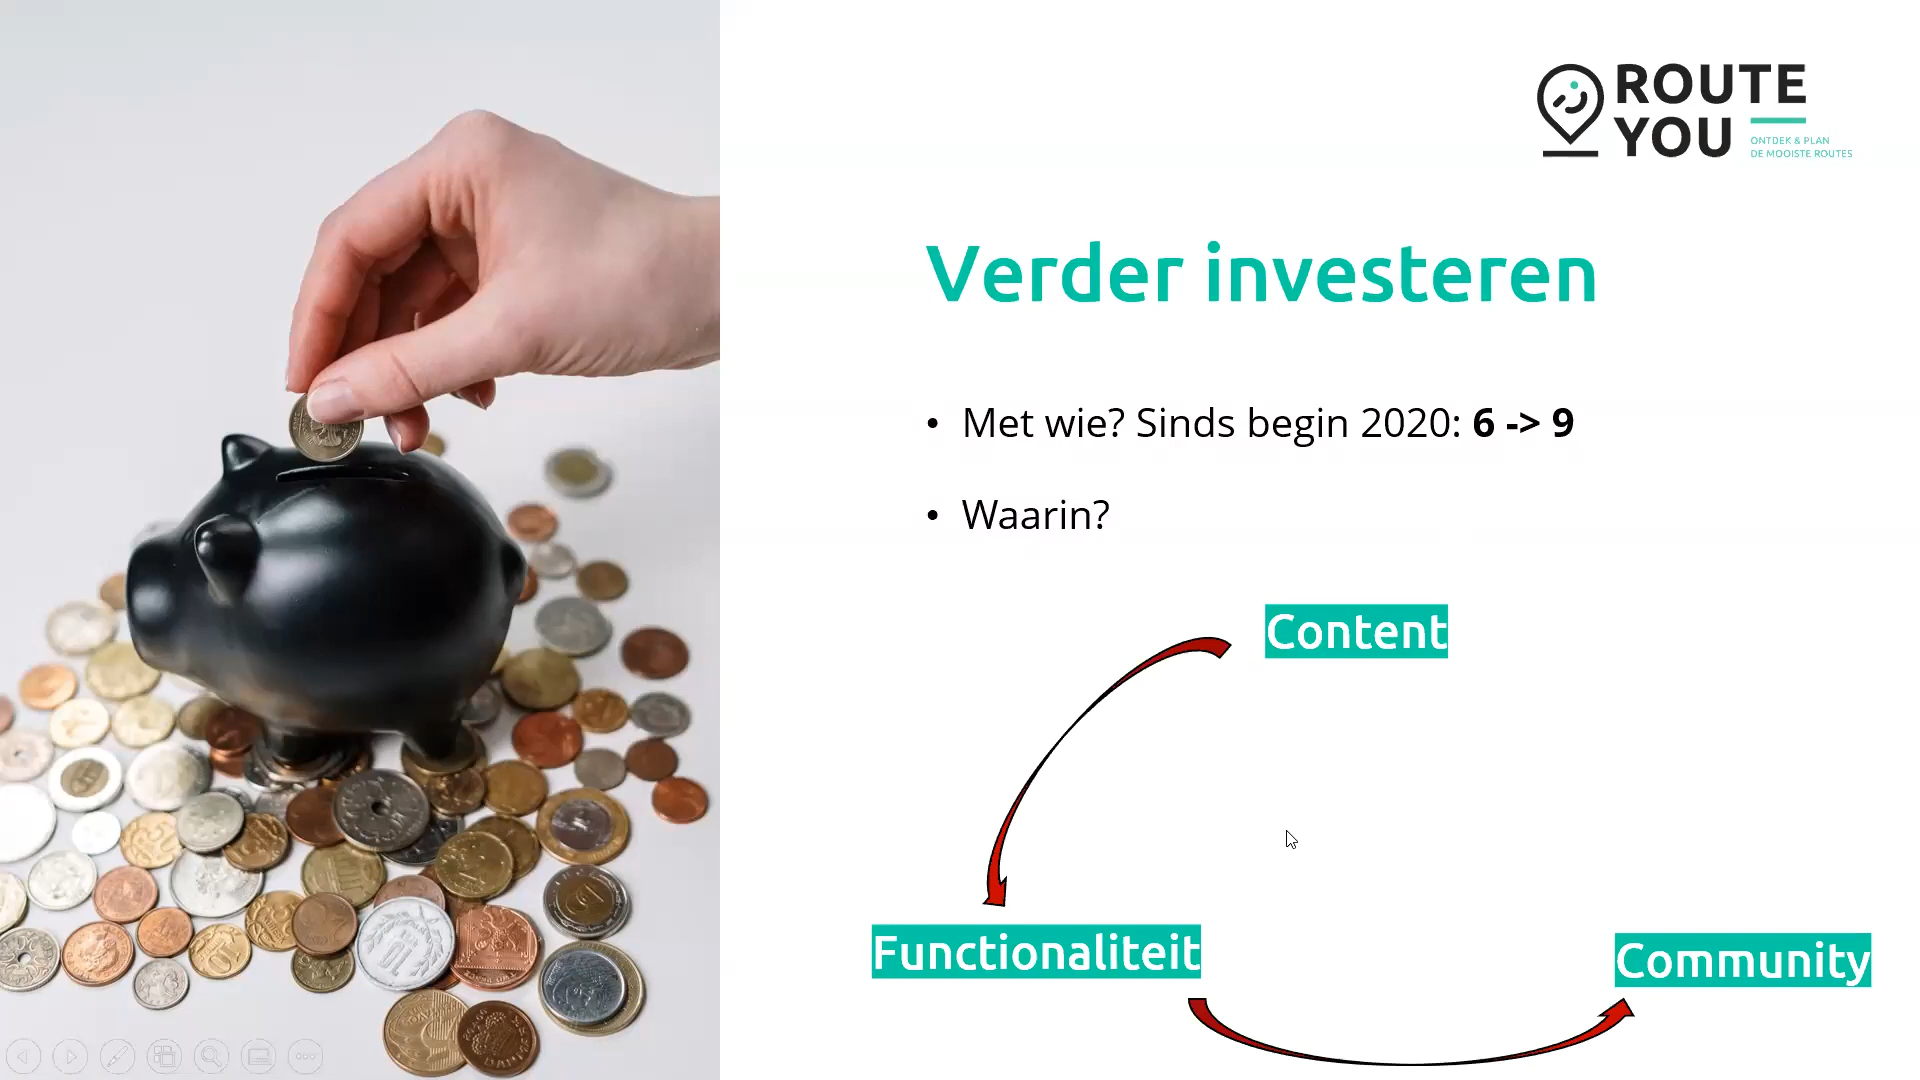 ROUTE
YOU
ONTDEK & PLAN
DE MOOISTE ROUTES
Verder investeren
• Met wie? Sinds begin 2020: 6 -> 9
• Waarin?
Content
Functionaliteit
Community